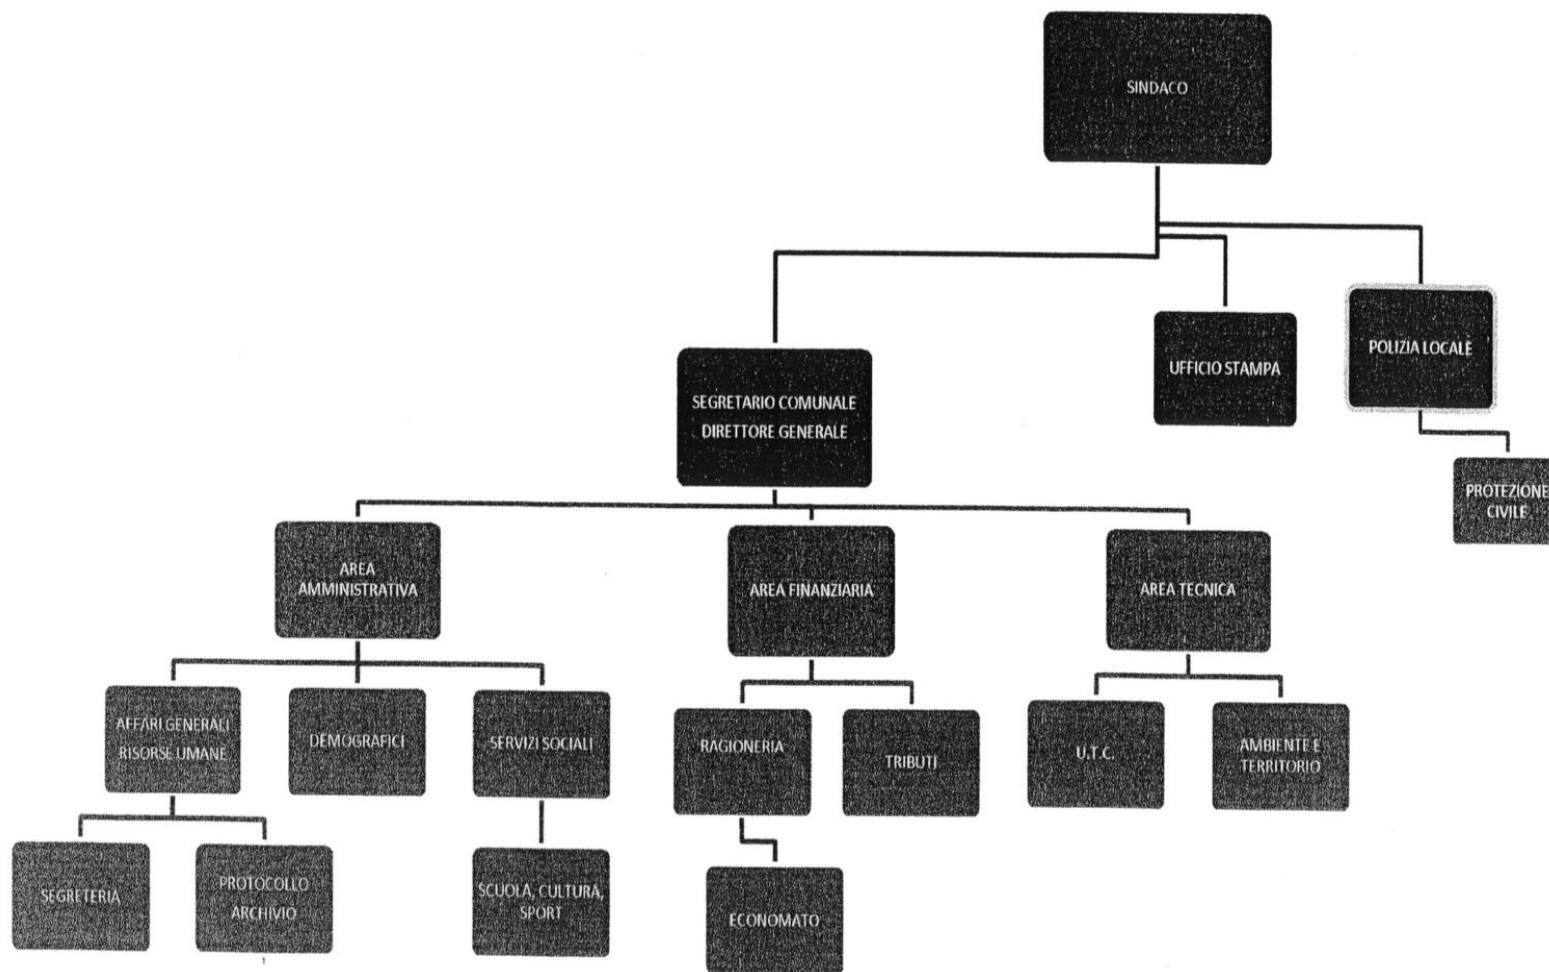 SINDACO
UFFICIO STAMPA
POLIZIA LOCALE
SEGRETARIO COMUNALE
DIRETTORE GENERALE
PROTEZIONE
CIVILE
AREA
AMMINISTRATIVA
AREA FINANZIARIA
AREA TECNICA
AFFARI GENERALI
RISORSE UMANE
DEMOGRAFICI
SERVIZI SOCIALI
RAGIONERIA
TRIBUTI
U.T.C.
AMBIENTE E
TERRITORIO
SEGRETERIA
PROTOCOLLO
ARCHIVIO
SCUOLA, CULTURA,
SPORT
ECONOMATO
1